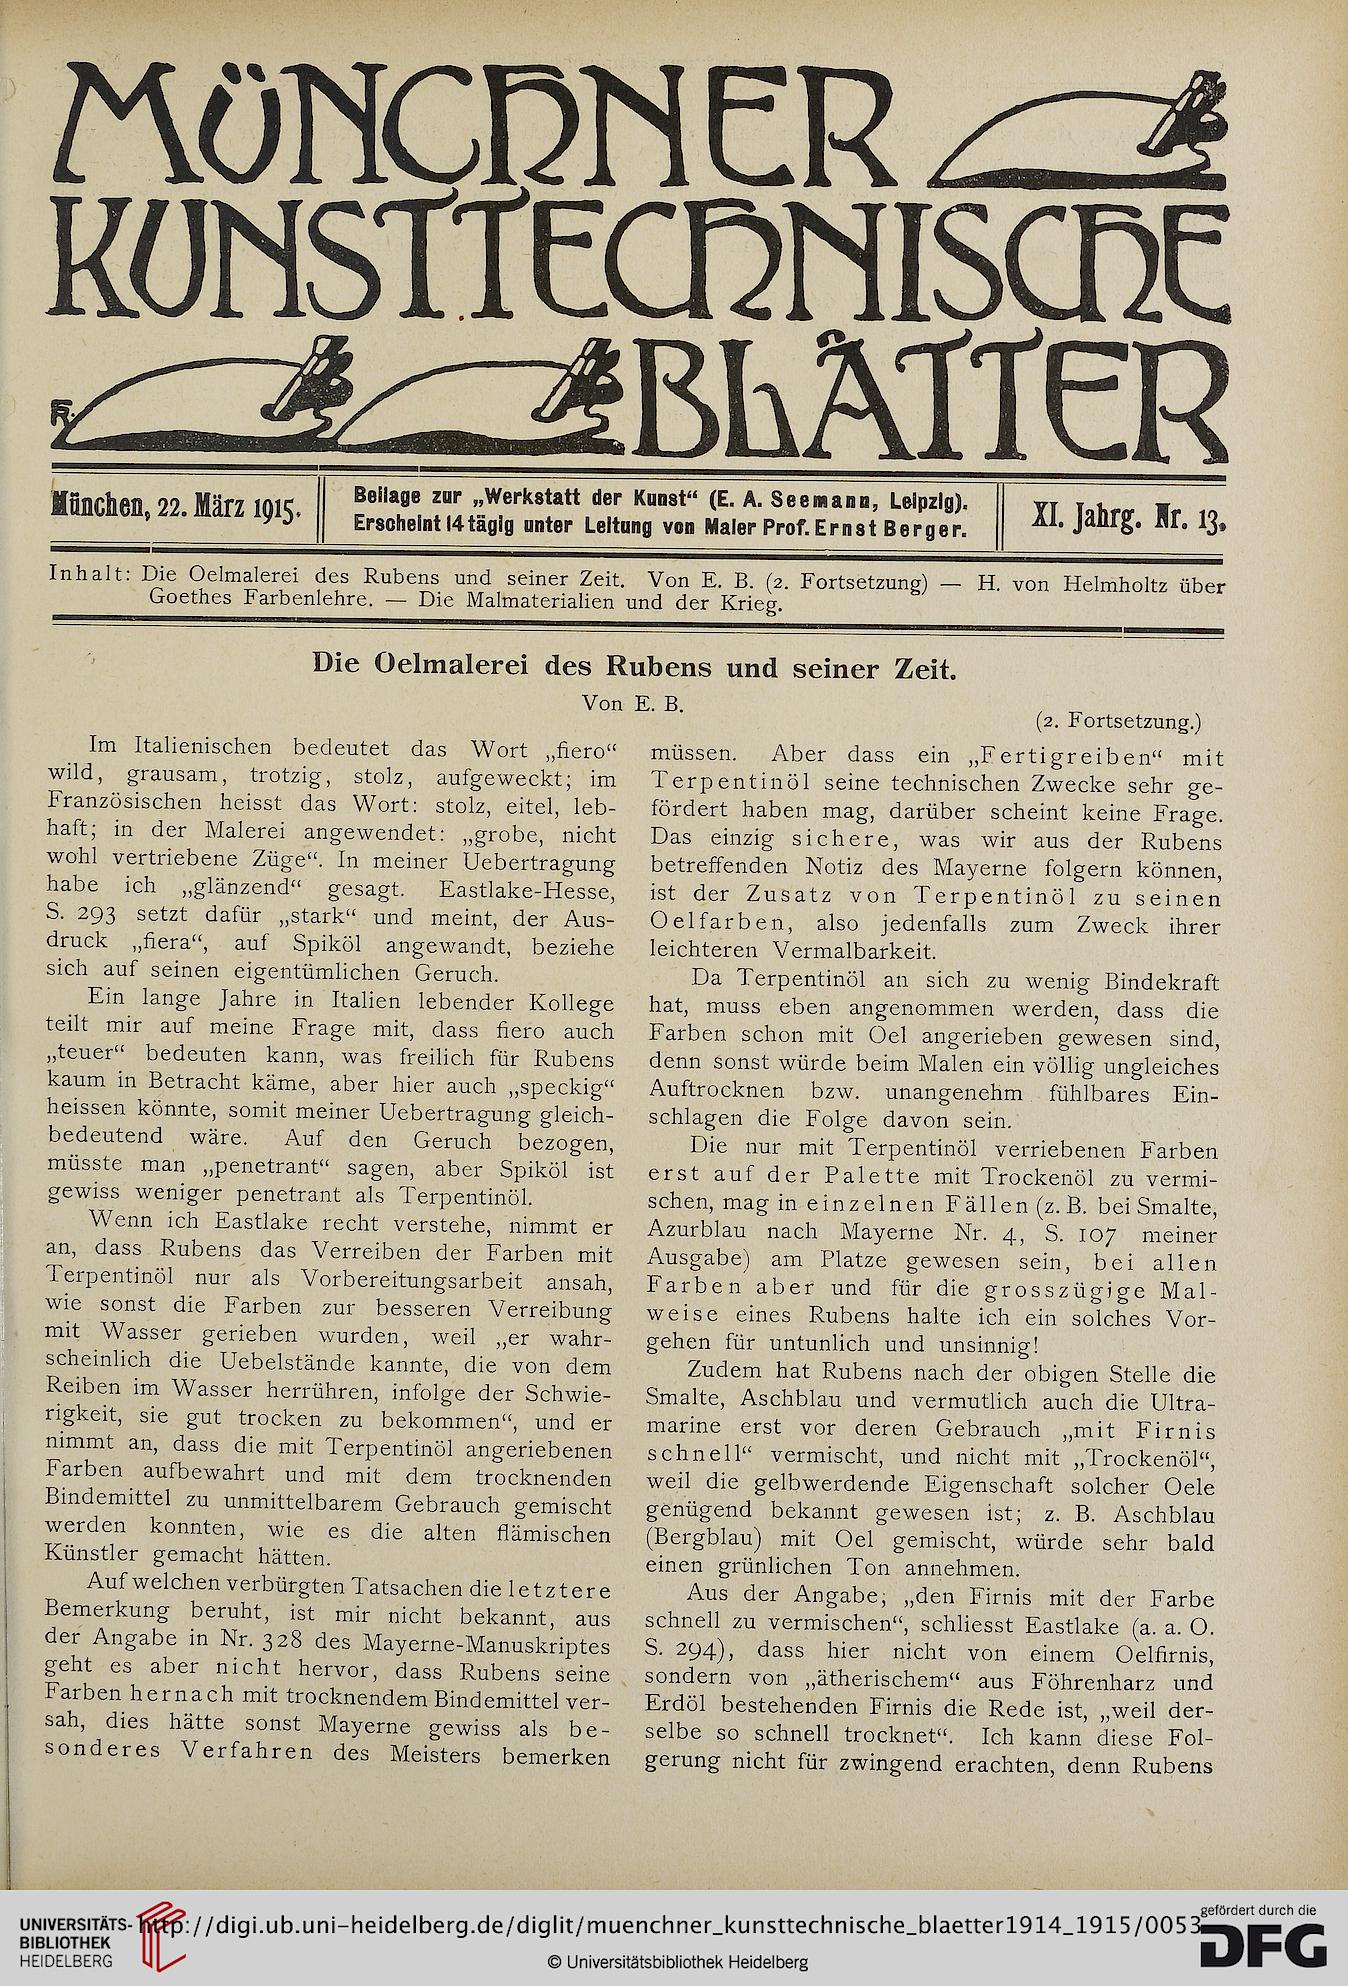 MÜNCHNER
KUNSTTECHNISCHE
BLÄTTER
München, 22. März 1915.
Beilage zur „Werkstatt der Kunst“ (E. A. Seemann, Leipzig).
Erscheint 14tägig unter Leitung von Maler Prof. Ernst Berger.
XI. Jahrg. Nr. 13.
Inhalt: Die Oelmalerei des Rubens und seiner Zeit. Von E. B. (2. Fortsetzung) — H. von Helmholtz über
Goethes Farbenlehre. — Die Malmaterialien und der Krieg.
Die Oelmalerei des Rubens und seiner Zeit.
Von E. B.
(2. Fortsetzung.)
Im Italienischen bedeutet das Wort „fiero“
wild, grausam, trotzig, stolz, aufgeweckt; im
Französischen heisst das Wort: stolz, eitel, leb-
haft; in der Malerei angewendet: „grobe, nicht
wohl vertriebene Züge“. In meiner Uebertragung
habe ich „glänzend“ gesagt. Eastlake-Hesse,
S. 293 setzt dafür „stark“ und meint, der Aus-
druck „fiera“, auf Spiköl angewandt, beziehe
sich auf seinen eigentümlichen Geruch.
Ein lange Jahre in Italien lebender Kollege
teilt mir auf meine Frage mit, dass fiero auch
„teuer“ bedeuten kann, was freilich für Rubens
kaum in Betracht käme, aber hier auch „speckig“
heissen könnte, somit meiner Uebertragung gleich-
bedeutend wäre. Auf den Geruch bezogen,
müsste man „penetrant“ sagen, aber Spiköl ist
gewiss weniger penetrant als Terpentinöl.
Wenn ich Eastlake recht verstehe, nimmt er
an, dass Rubens das Verreiben der Farben mit
Terpentinöl nur als Vorbereitungsarbeit ansah,
wie sonst die Farben zur besseren Verreibung
mit Wasser gerieben wurden, weil „er wahr-
scheinlich die Uebelstände kannte, die von dem
Reiben im Wasser herrühren, infolge der Schwie-
rigkeit, sie gut trocken zu bekommen“, und er
nimmt an, dass die mit Terpentinöl angeriebenen
Farben aufbewahrt und mit dem trocknenden
Bindemittel zu unmittelbarem Gebrauch gemischt
werden konnten, wie es die alten flämischen
Künstler gemacht hätten.
Auf welchen verbürgten Tatsachen die letztere
Bemerkung beruht, ist mir nicht bekannt, aus
der Angabe in Nr. 328 des Mayerne-Manuskriptes
geht es aber nicht hervor, dass Rubens seine
Farben hernach mit trocknendem Bindemittel ver-
sah, dies hätte sonst Mayerne gewiss als be-
sonderes Verfahren des Meisters bemerken
müssen. Aber dass ein „Fertigreiben“ mit
Terpentinöl seine technischen Zwecke sehr ge-
fördert haben mag, darüber scheint keine Frage.
Das einzig sichere, was wir aus der Rubens
betreffenden Notiz des Mayerne folgern können,
ist der Zusatz von Terpentinöl zu seinen
Oelfarben, also jedenfalls zum Zweck ihrer
leichteren Vermalbarkeit.
Da Terpentinöl an sich zu wenig Bindekraft
hat, muss eben angenommen werden, dass die
Farben schon mit Oel angerieben gewesen sind,
denn sonst würde beim Malen ein völlig ungleiches
Auftrocknen bzw. unangenehm fühlbares Ein-
schlagen die Folge davon sein.
Die nur mit Terpentinöl verriebenen Farben
erst auf der Palette mit Trockenöl zu vermi-
schen, mag in einzelnen Fällen (z. B. bei Smalte,
Azurblau nach Mayerne Nr. 4, S. 107 meiner
Ausgabe) am Platze gewesen sein, bei allen
Farben aber und für die grosszügige Mal-
weise eines Rubens halte ich ein solches Vor-
gehen für untunlich und unsinnig!
Zudem hat Rubens nach der obigen Stelle die
Smalte, Aschblau und vermutlich auch die Ultra-
marine erst vor deren Gebrauch „mit Firnis
schnell“ vermischt, und nicht mit „Trockenöl“,
weil die gelbwerdende Eigenschaft solcher Oele
genügend bekannt gewesen ist; z. B. Aschblau
(Bergblau) mit Oel gemischt, würde sehr bald
einen grünlichen Ton annehmen.
Aus der Angabe; „den Firnis mit der Farbe
schnell zu vermischen“, schliesst Eastlake (a. a. O.
S. 294), dass hier nicht von einem Oelfirnis,
sondern von „ätherischem“ aus Föhrenharz und
Erdöl bestehenden Firnis die Rede ist, „weil der-
selbe so schnell trocknet“. Ich kann diese Fol-
gerung nicht für zwingend erachten, denn Rubens
UNIVERSITÄTS-
BIBLIOTHEK
HEIDELBERG
http://digi.ub.uni-heidelberg.de/diglit/muenchner_kunsttechnische_blaetter1914_1915/0053
© Universitätsbibliothek Heidelberg
gefördert durch die
DFG